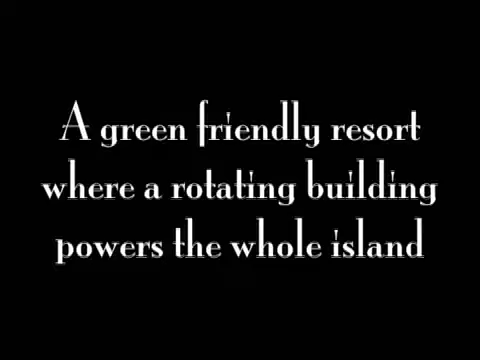 A green friendly resort
where a rotating building
powers the whole island